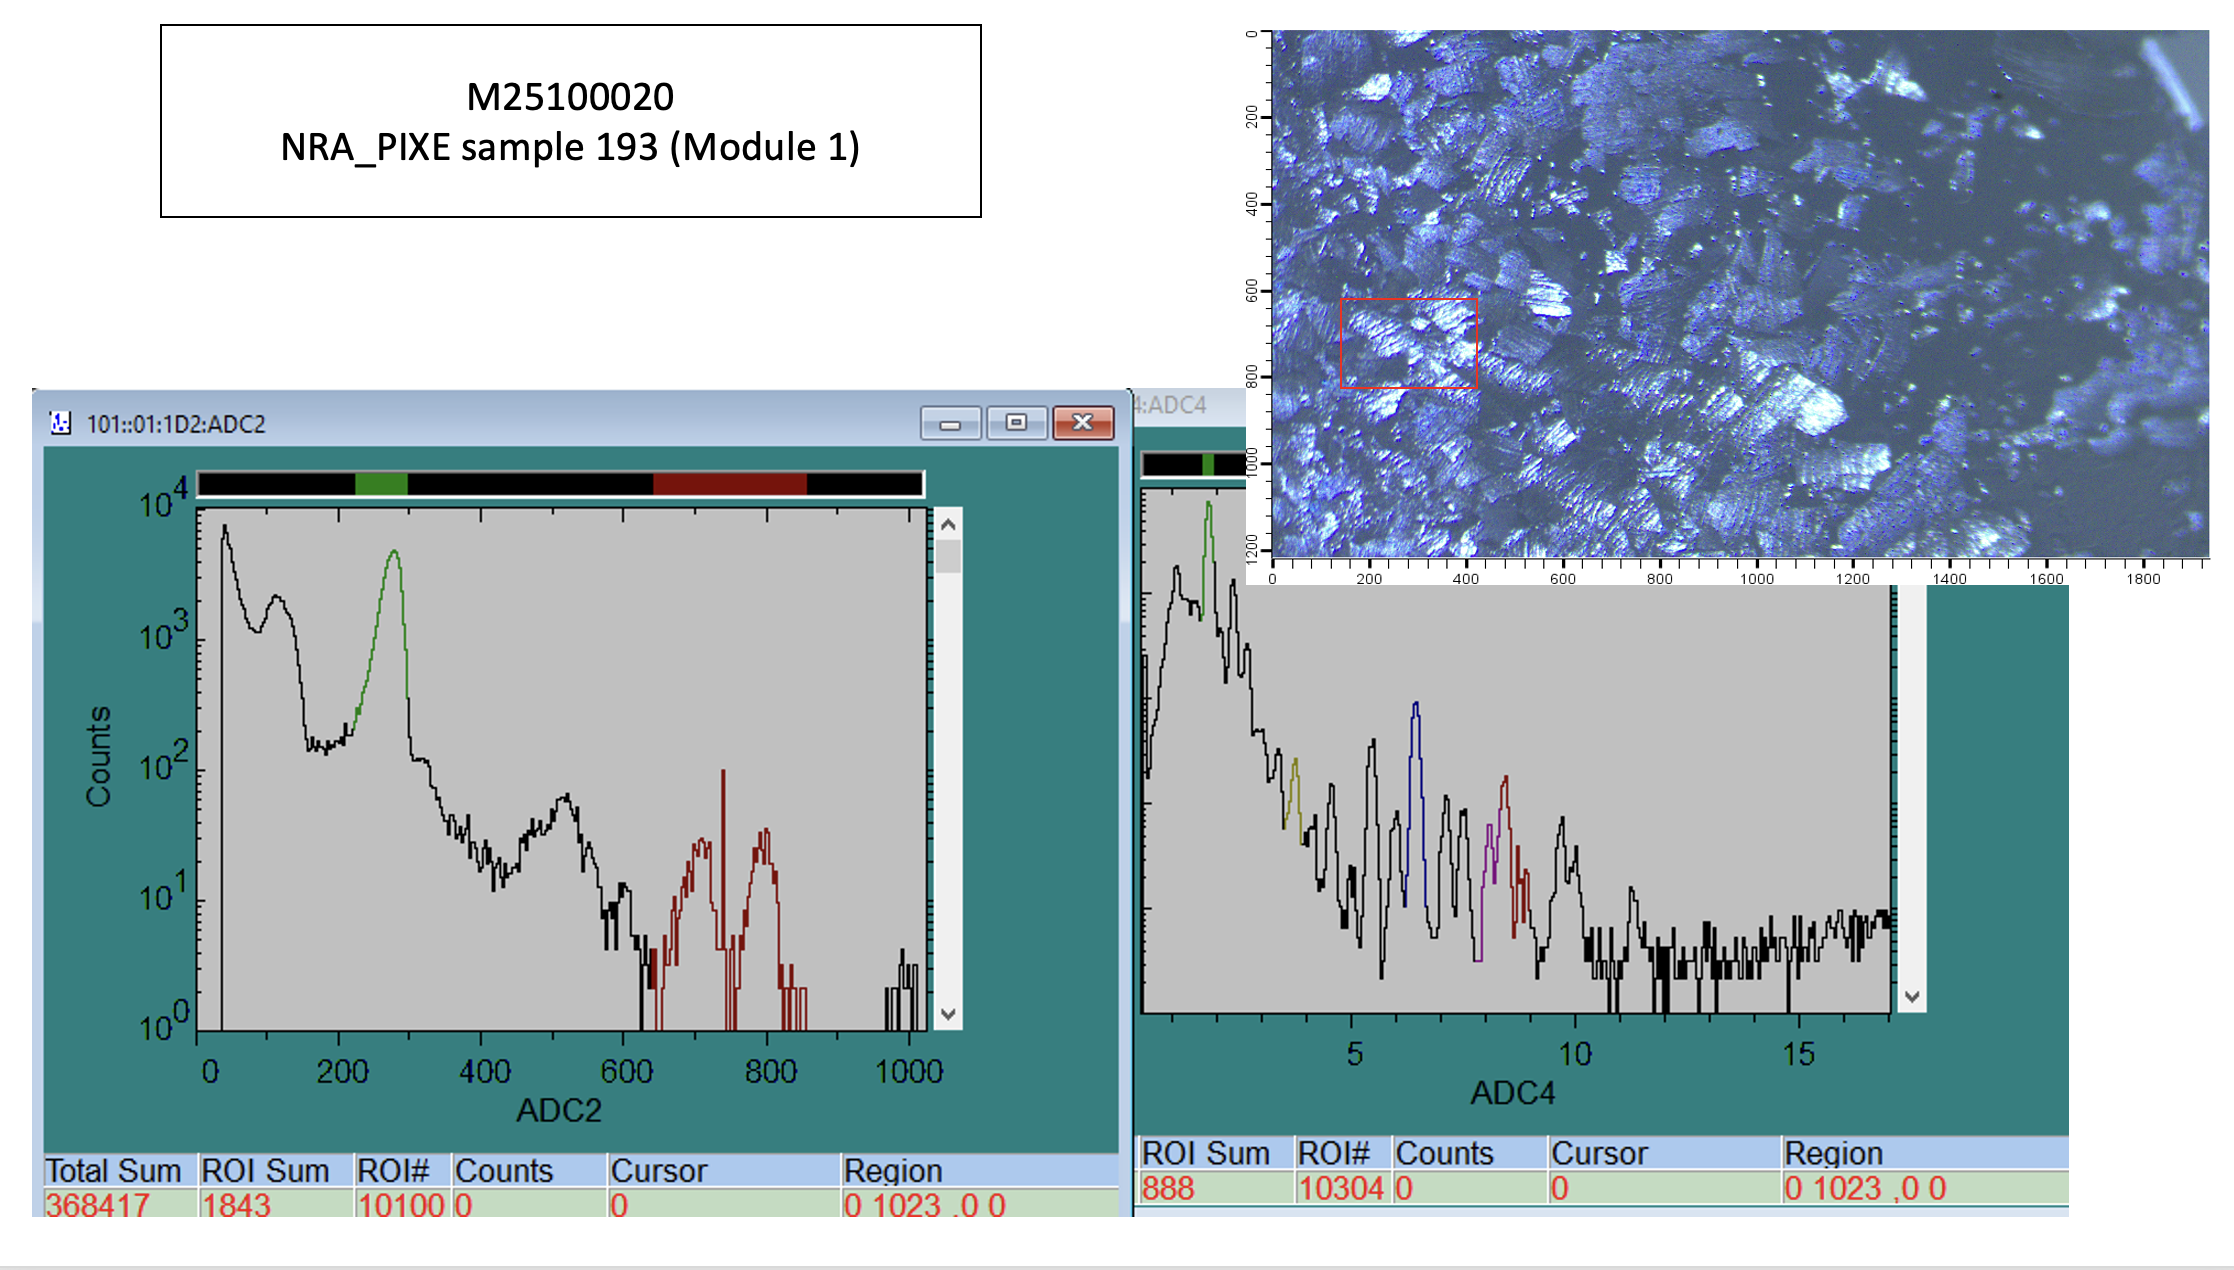 M25100020
NRA_PIXE sample 193 (Module 1)
0
200
400
600
800
1000
1200
0 200 400 600 800 1000 1200 1400 1600 1800
101::01:1D2:ADC2
4:ADC4
10^4
10^3
10^2
10^1
10^0
Counts
0 200 400 600 800 1000
ADC2
5 10 15
ADC4
Total Sum ROI Sum ROI# Counts Cursor Region
368417 1843 10100 0 0 0 1023 ,0 0
ROI Sum ROI# Counts Cursor Region
888 10304 0 0 0 1023 ,0 0